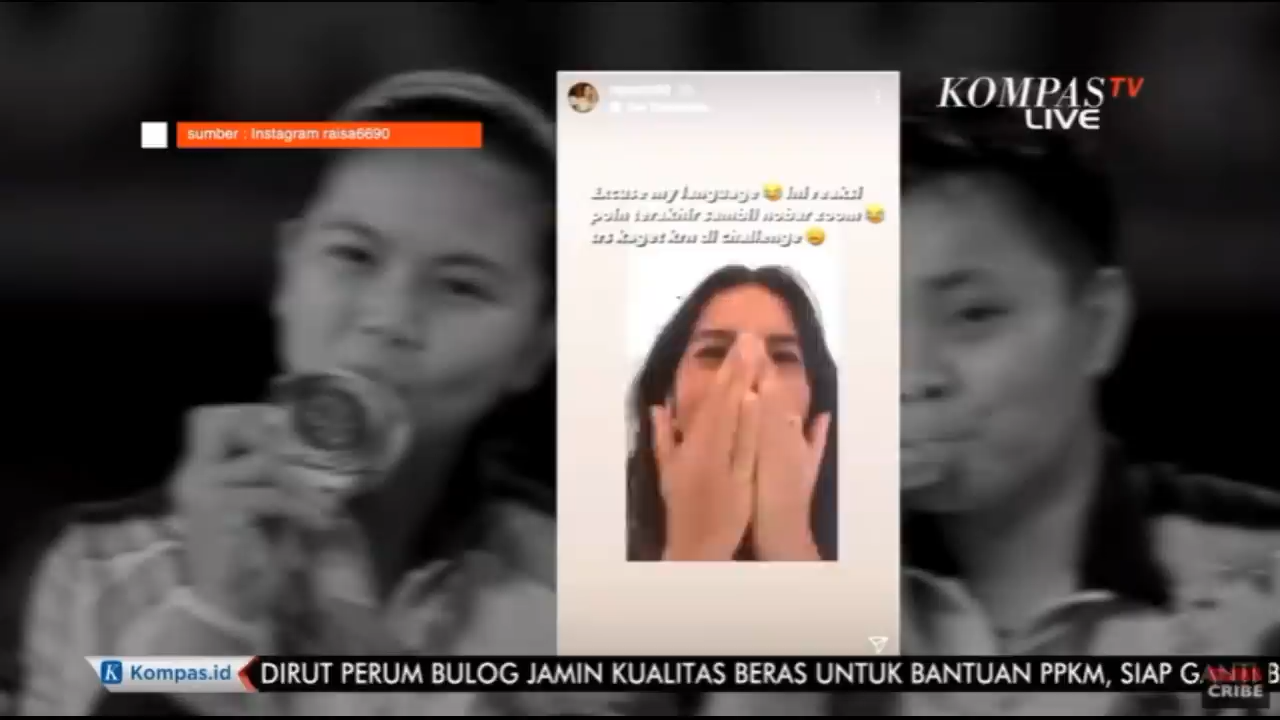 KOMPAS TV
LIVE
sumber : Instagram raisa6690
Excuse my language 😂 ini reaksi
poin terakhir sambil nobar zoom 😂
trs kaget krn di challenge 😄
Kompas.id
DIRUT PERUM BULOG JAMIN KUALITAS BERAS UNTUK BANTUAN PPKM, SIAP
CRIBE